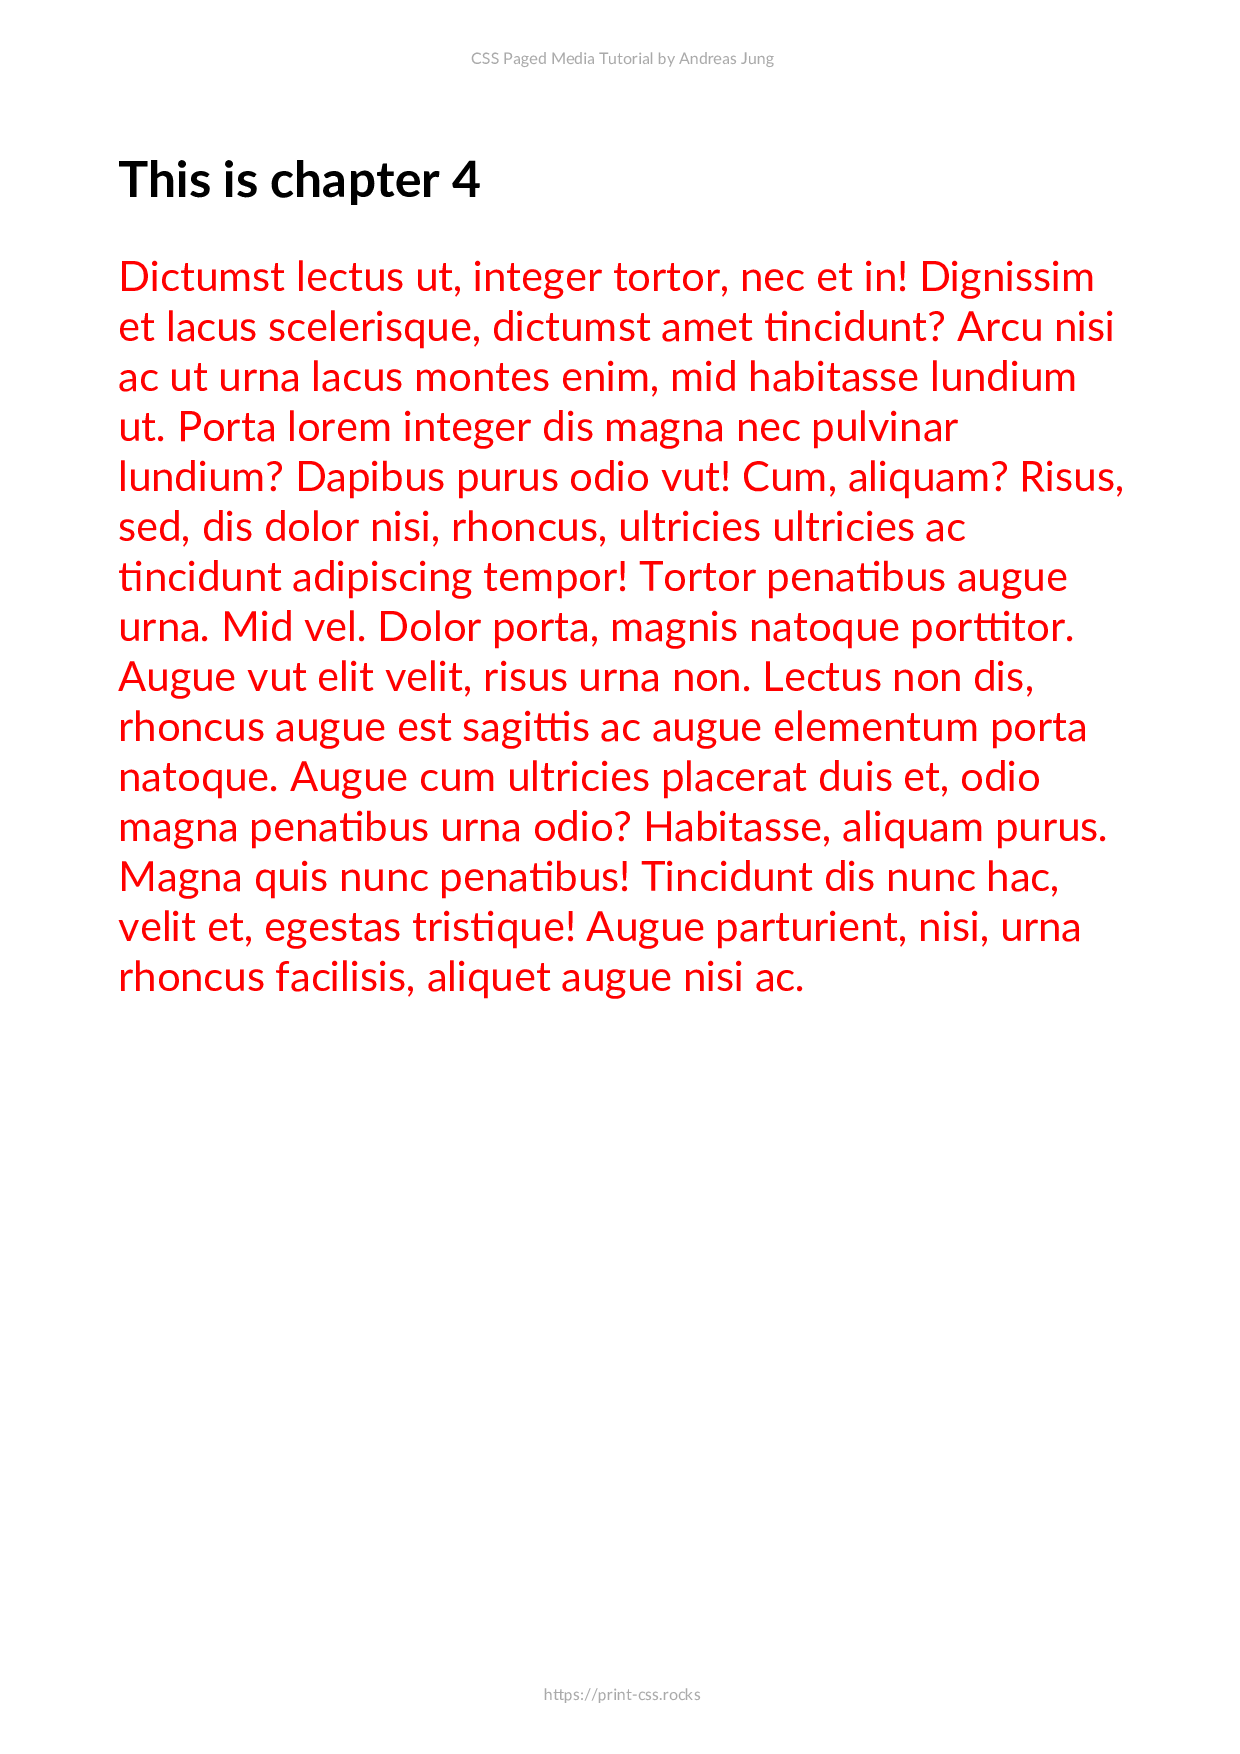 CSS Paged Media Tutorial by Andreas Jung
This is chapter 4
Dictumst lectus ut, integer tortor, nec et in! Dignissim
et lacus scelerisque, dictumst amet tincidunt? Arcu nisi
ac ut urna lacus montes enim, mid habitasse lundium
ut. Porta lorem integer dis magna nec pulvinar
lundium? Dapibus purus odio vut! Cum, aliquam? Risus,
sed, dis dolor nisi, rhoncus, ultricies ultricies ac
tincidunt adipiscing tempor! Tortor penatibus augue
urna. Mid vel. Dolor porta, magnis natoque porttitor.
Augue vut elit velit, risus urna non. Lectus non dis,
rhoncus augue est sagittis ac augue elementum porta
natoque. Augue cum ultricies placerat duis et, odio
magna penatibus urna odio? Habitasse, aliquam purus.
Magna quis nunc penatibus! Tincidunt dis nunc hac,
velit et, egestas tristique! Augue parturient, nisi, urna
rhoncus facilisis, aliquet augue nisi ac.
https://print-css.rocks